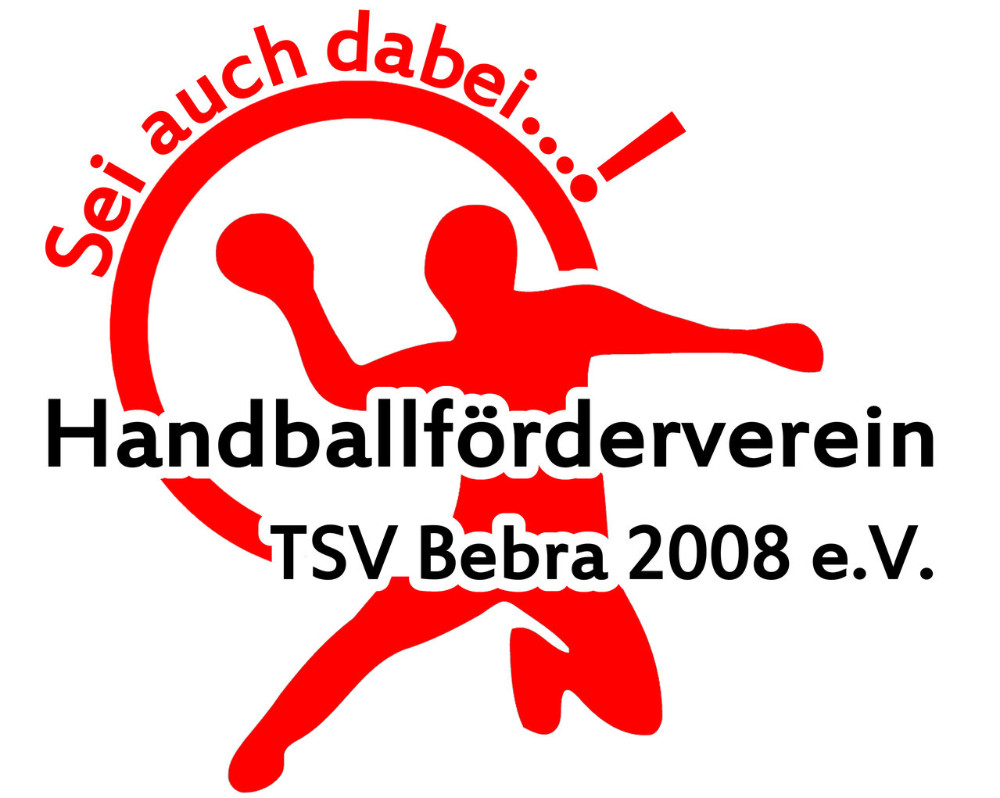 Sei auch dabei....!
Handballförderverein
TSV Bebra 2008 e.V.